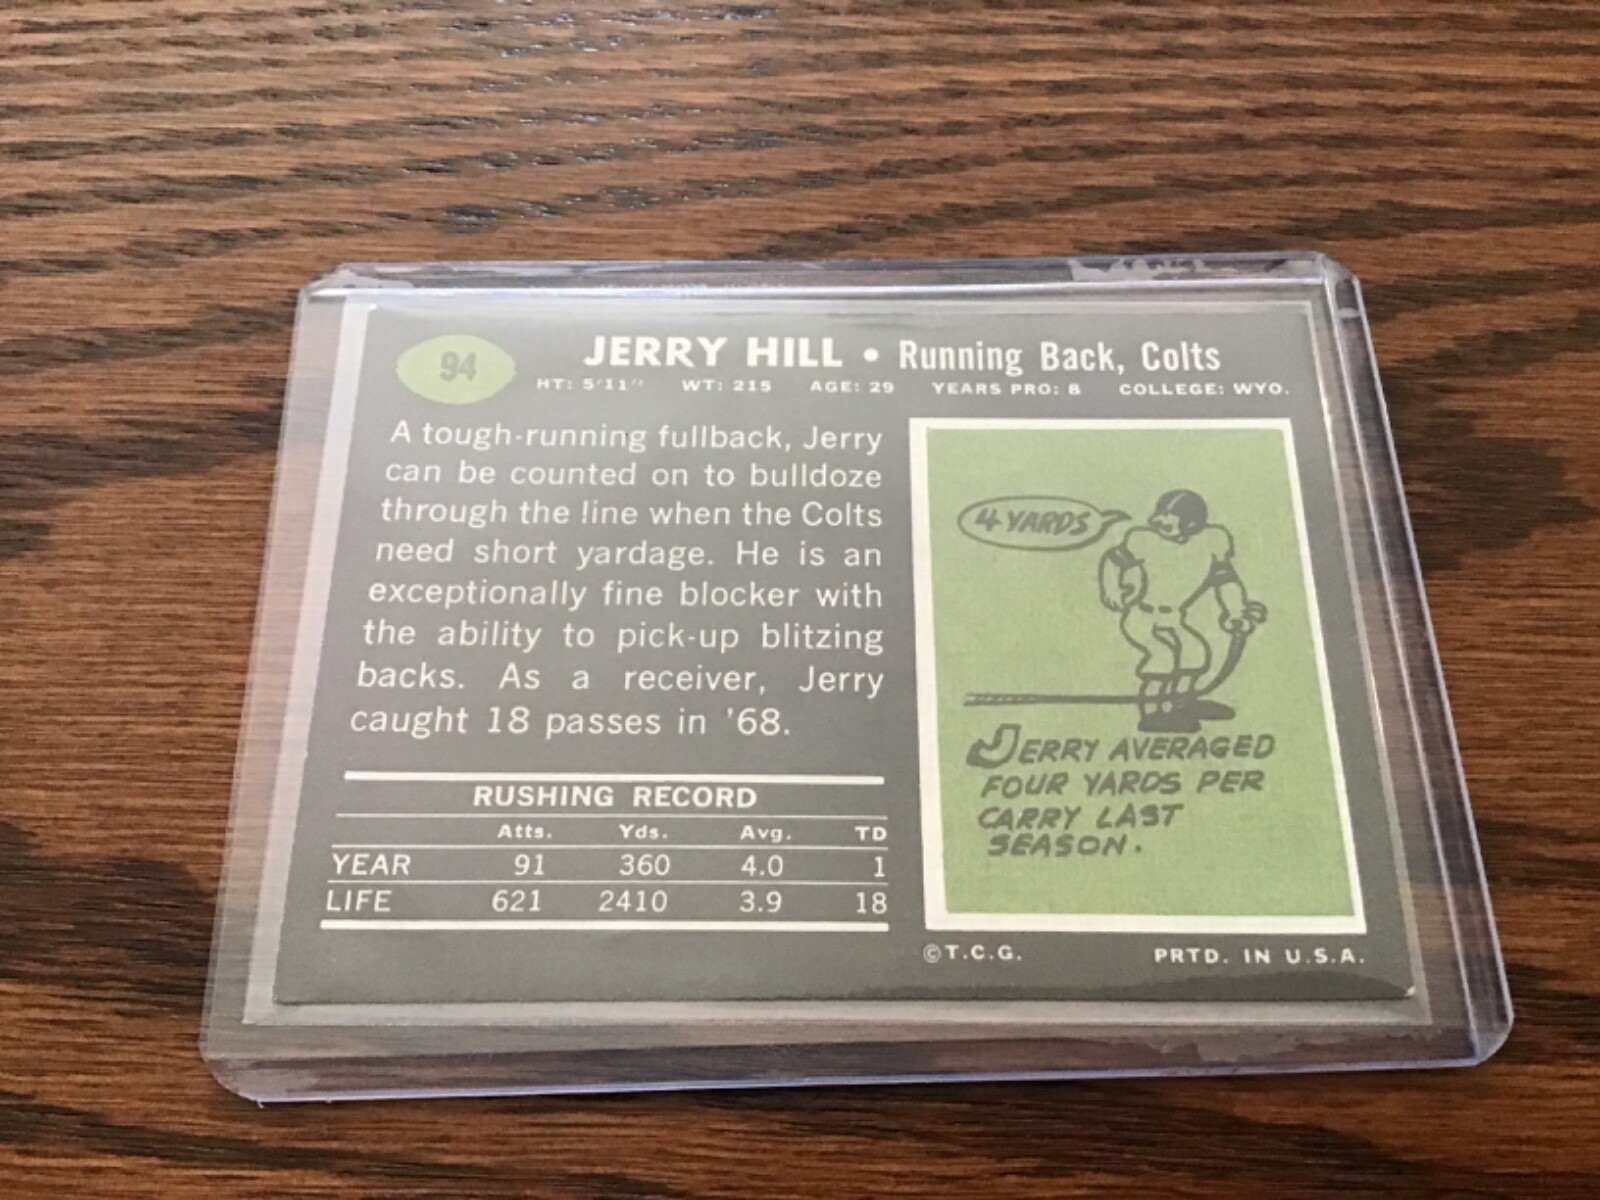 94
JERRY HILL • Running Back, Colts
HT: 5'11" WT: 215 AGE: 29 YEARS PRO: 8 COLLEGE: WYO.
A tough-running fullback, Jerry
can be counted on to bulldoze
through the line when the Colts
need short yardage. He is an
exceptionally fine blocker with
the ability to pick-up blitzing
backs. As a receiver, Jerry
caught 18 passes in '68.
RUSHING RECORD
Atts. Yds. Avg. TD
YEAR 91 360 4.0 1
LIFE 621 2410 3.9 18
4 YARDS
JERRY AVERAGED
FOUR YARDS PER
CARRY LAST
SEASON.
©T.C.G. PRTD. IN U.S.A.